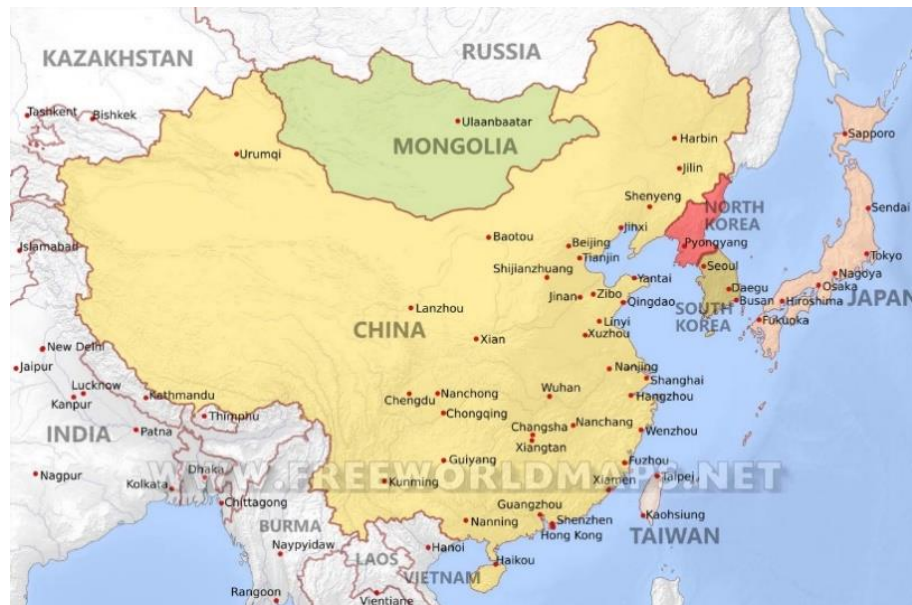 KAZAKHSTAN
RUSSIA
Tashkent
Bishkek
Ulaanbaatar
MONGOLIA
Urumqi
Harbin
Jilin
Sapporo
Shenyeng
NORTH
KOREA
Sendai
Jinxi
Baotou
Beijing
Pyongyang
Islamabad
Tianjin
Tokyo
Shijianzhuang
Seoul
Nagoya
Yantai
Osaka
Jinan
Zibo
Daegu
Qingdao
Busan
Hiroshima
JAPAN
SOUTH
KOREA
Lanzhou
CHINA
Linyi
Fukuoka
Xuzhou
Xian
New Delhi
Jaipur
Nanjing
Shanghai
Lucknow
Kanpur
Kathmandu
Nanchong
Chengdu
Wuhan
Hangzhou
Chongqing
Thimphu
Changsha
Nanchang
Wenzhou
Patna
INDIA
Xiangtan
Guiyang
Fuzhou
WWW.FREEWORLDMAPS.NET
Nagpur
Dhaka
Kolkata
Kunming
Xiamen
Taipej
Chittagong
Guangzhou
Kaohsiung
BURMA
Nanning
Shenzhen
Hong Kong
TAIWAN
Naypyidaw
Hanoi
LAOS
Haikou
VIETNAM
Rangoon
Vientiane